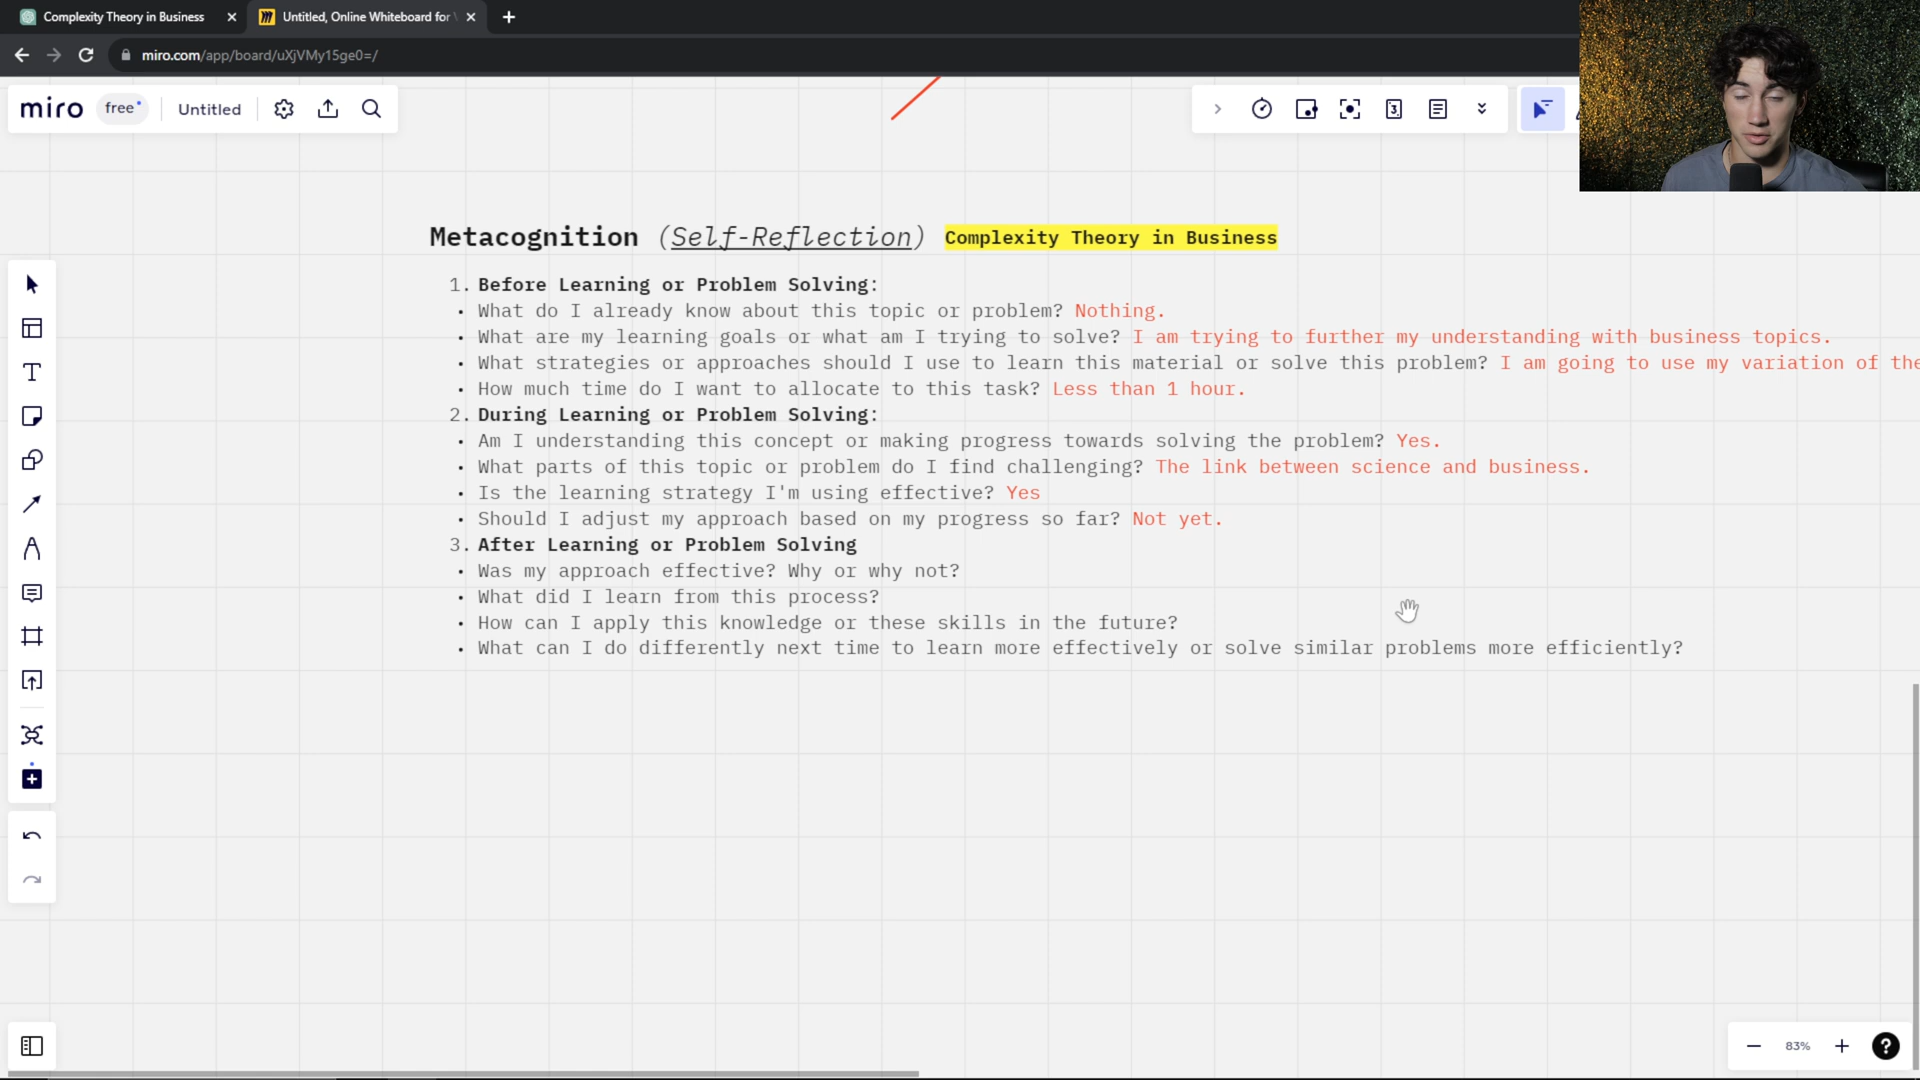 Complexity Theory in Business
Untitled, Online Whiteboard for
miro.com/app/board/uXjVMy15ge0=/
miro free Untitled
3
Metacognition (Self-Reflection) Complexity Theory in Business
1. Before Learning or Problem Solving:
• What do I already know about this topic or problem? Nothing.
• What are my learning goals or what am I trying to solve? I am trying to further my understanding with business topics.
• What strategies or approaches should I use to learn this material or solve this problem? I am going to use my variation of the
• How much time do I want to allocate to this task? Less than 1 hour.
2. During Learning or Problem Solving:
• Am I understanding this concept or making progress towards solving the problem? Yes.
• What parts of this topic or problem do I find challenging? The link between science and business.
• Is the learning strategy I'm using effective? Yes
• Should I adjust my approach based on my progress so far? Not yet.
3. After Learning or Problem Solving
• Was my approach effective? Why or why not?
• What did I learn from this process?
• How can I apply this knowledge or these skills in the future?
• What can I do differently next time to learn more effectively or solve similar problems more efficiently?
83%
?